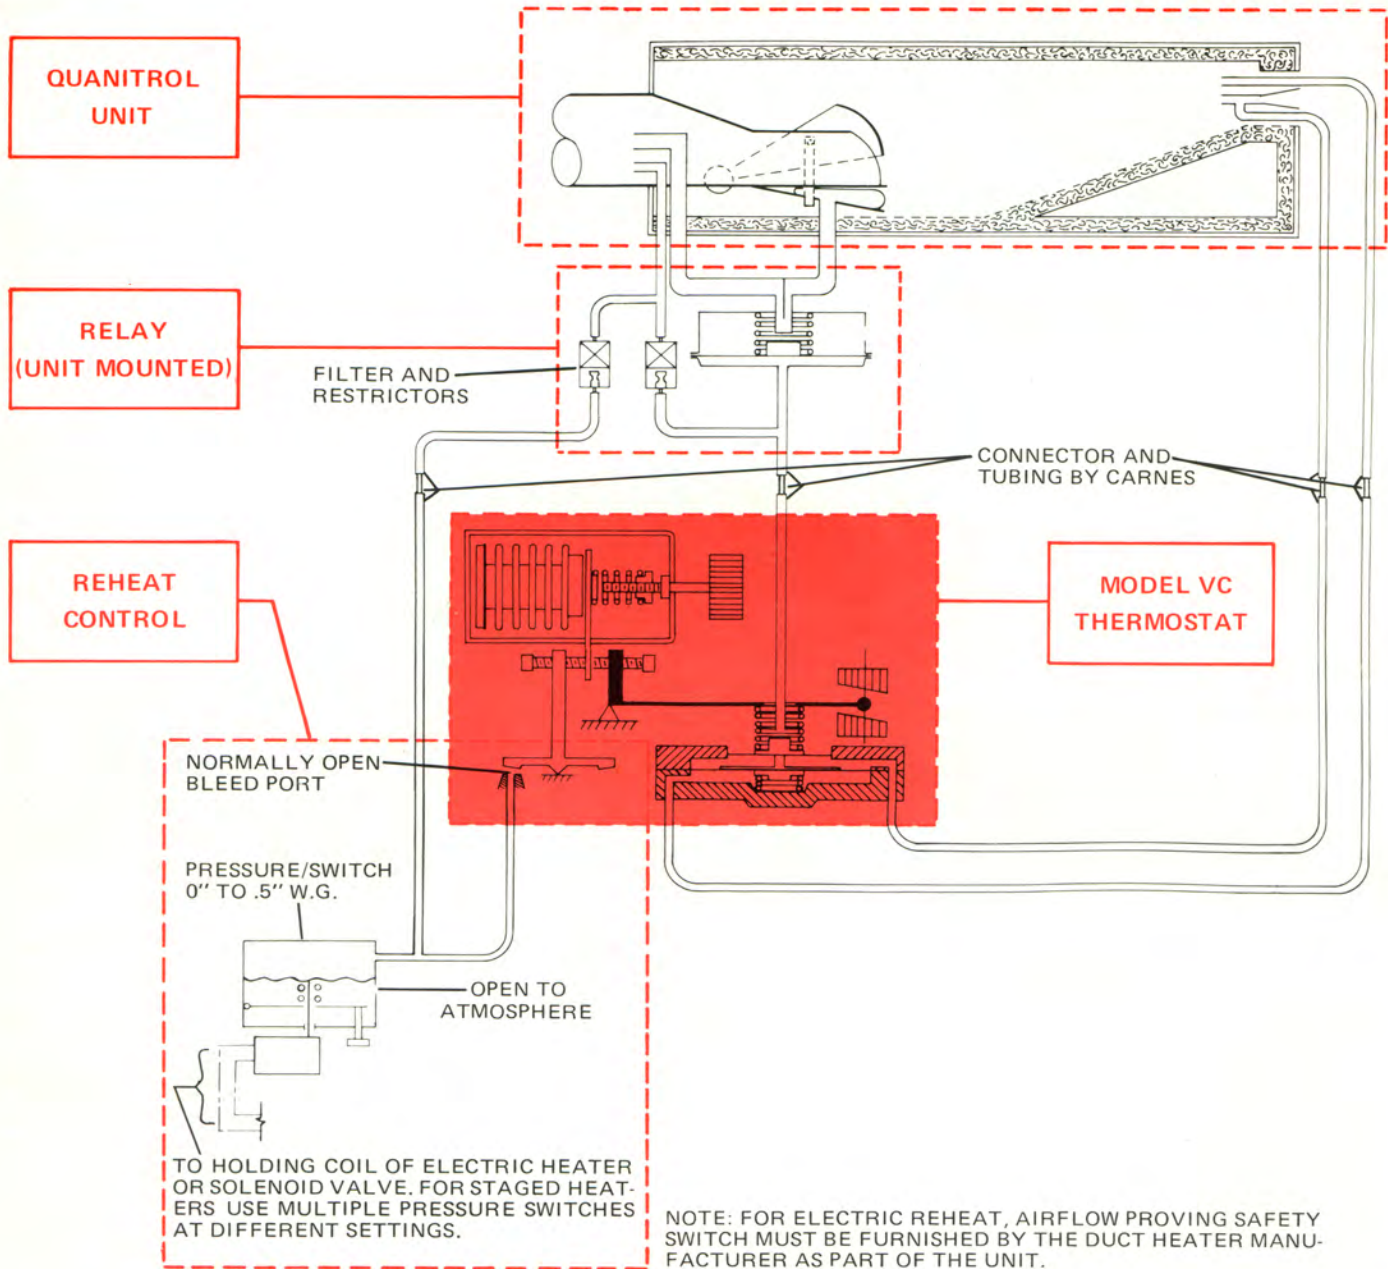 QUANITROL
UNIT
RELAY
(UNIT MOUNTED)
FILTER AND
RESTRICTORS
CONNECTOR AND
TUBING BY CARNES
REHEAT
CONTROL
MODEL VC
THERMOSTAT
NORMALLY OPEN
BLEED PORT
PRESSURE/SWITCH
0" TO .5" W.G.
OPEN TO
ATMOSPHERE
TO HOLDING COIL OF ELECTRIC HEATER
OR SOLENOID VALVE. FOR STAGED HEAT-
ERS USE MULTIPLE PRESSURE SWITCHES
AT DIFFERENT SETTINGS.
NOTE: FOR ELECTRIC REHEAT, AIRFLOW PROVING SAFETY
SWITCH MUST BE FURNISHED BY THE DUCT HEATER MANU-
FACTURER AS PART OF THE UNIT.